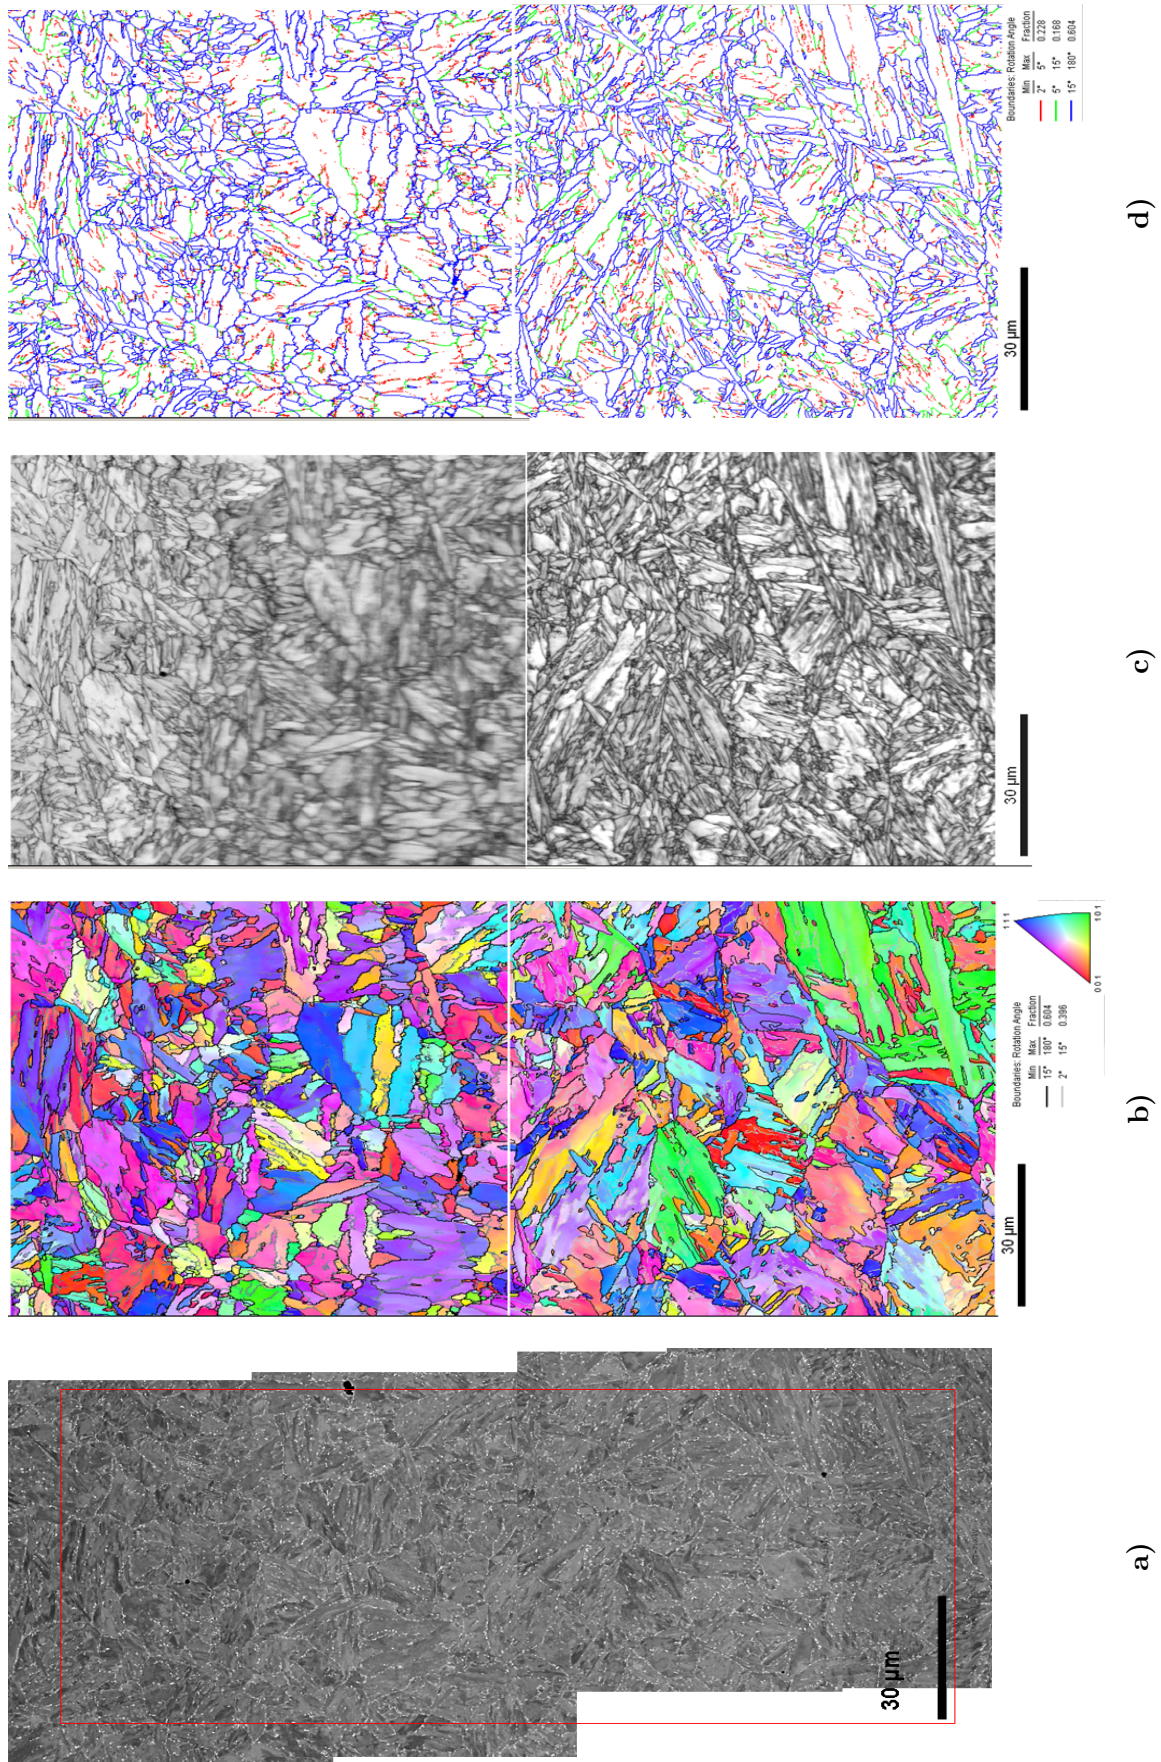 a)
30 µm
b)
30 µm
Boundaries: Rotation Angle
Min Max Fraction
15° 180° 0.604
2° 15° 0.396
111
001 101
c)
30 µm
d)
30 µm
Boundaries: Rotation Angle
Min Max Fraction
2° 5° 0.228
5° 15° 0.168
15° 180° 0.604